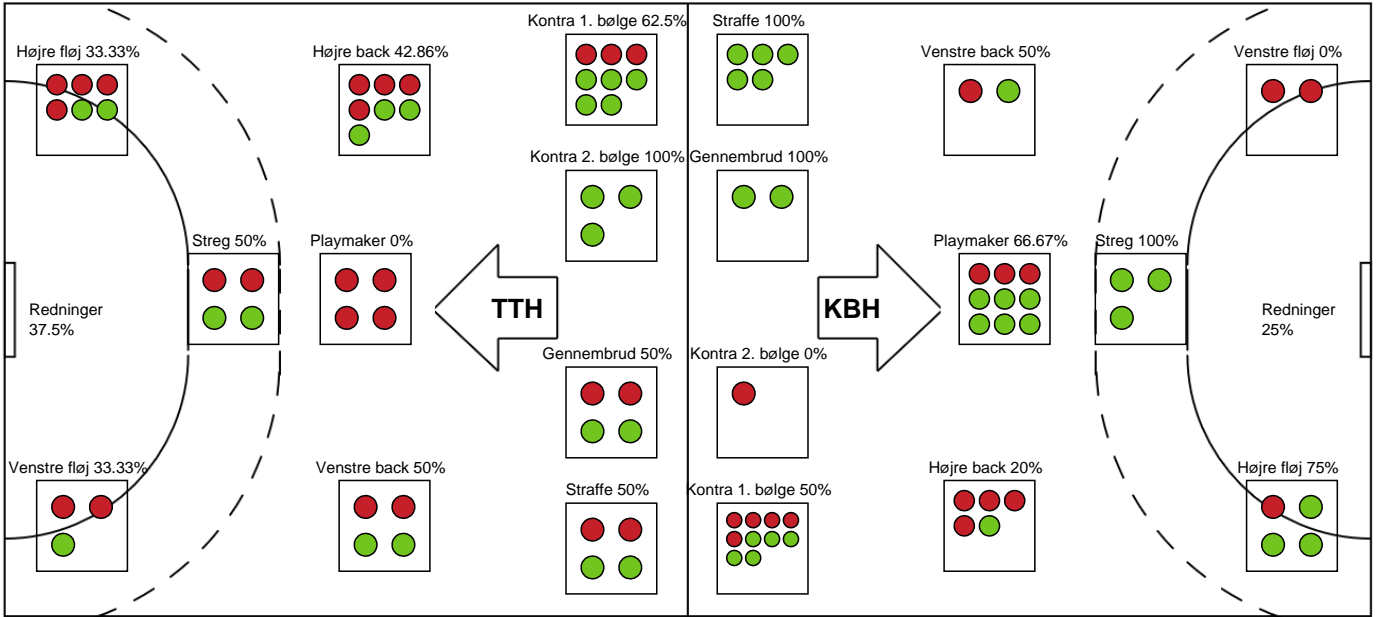 Kontra 1. bølge 62.5%
Straffe 100%
Højre fløj 33.33%
Højre back 42.86%
Venstre back 50%
Venstre fløj 0%
Kontra 2. bølge 100%
Gennembrud 100%
Streg 50%
Playmaker 0%
Playmaker 66.67%
Streg 100%
Redninger
37.5%
TTH
KBH
Redninger
25%
Gennembrud 50%
Kontra 2. bølge 0%
Venstre fløj 33.33%
Venstre back 50%
Straffe 50%
Kontra 1. bølge 50%
Højre back 20%
Højre fløj 75%